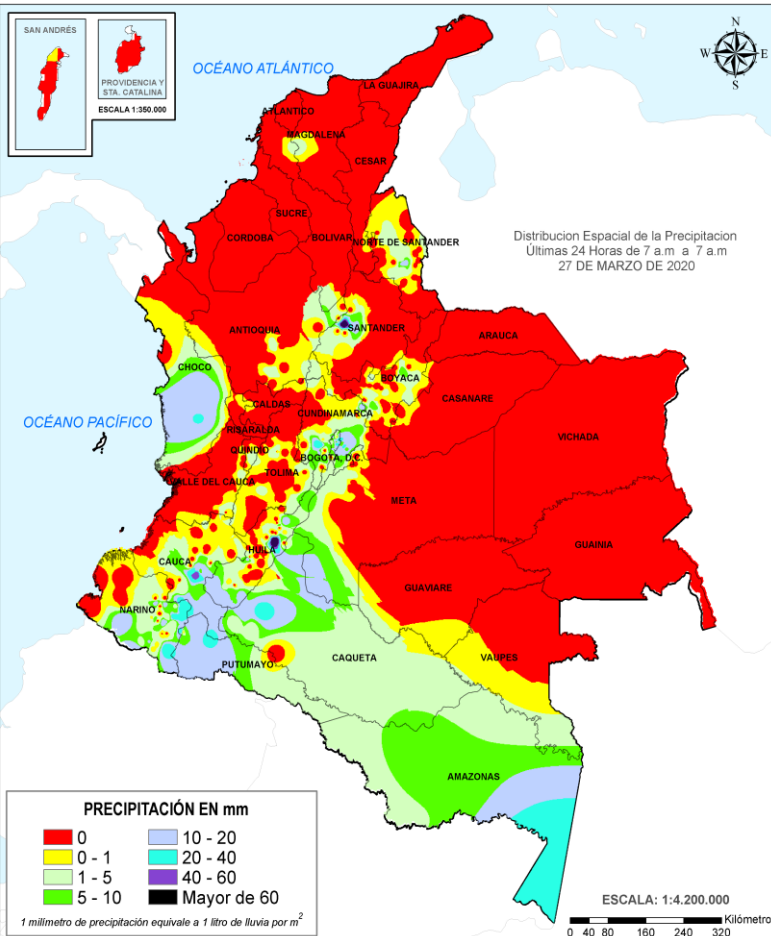 SAN ANDRÉS
PROVIDENCIA Y
STA. CATALINA
ESCALA 1:350.000
N
W E
S
OCÉANO ATLÁNTICO
LA GUAJIRA
ATLANTICO
MAGDALENA
CESAR
SUCRE
CORDOBA
BOLIVAR
NORTE DE SANTANDER
Distribucion Espacial de la Precipitacion
Últimas 24 Horas de 7 a.m a 7 a.m
27 DE MARZO DE 2020
ANTIOQUIA
SANTANDER
ARAUCA
CHOCO
BOYACA
CASANARE
CALDAS
CUNDINAMARCA
OCÉANO PACÍFICO
RISARALDA
VICHADA
QUINDIO
BOGOTA, D.C.
TOLIMA
VALLE DEL CAUCA
META
GUAINIA
HUILA
CAUCA
GUAVIARE
NARINO
CAQUETA
VAUPES
PUTUMAYO
AMAZONAS
PRECIPITACIÓN EN mm
0
0 - 1
1 - 5
5 - 10
10 - 20
20 - 40
40 - 60
Mayor de 60
1 milímetro de precipitación equivale a 1 litro de lluvia por m²
ESCALA: 1:4.200.000
Kilómetro
0 40 80 160 240 320